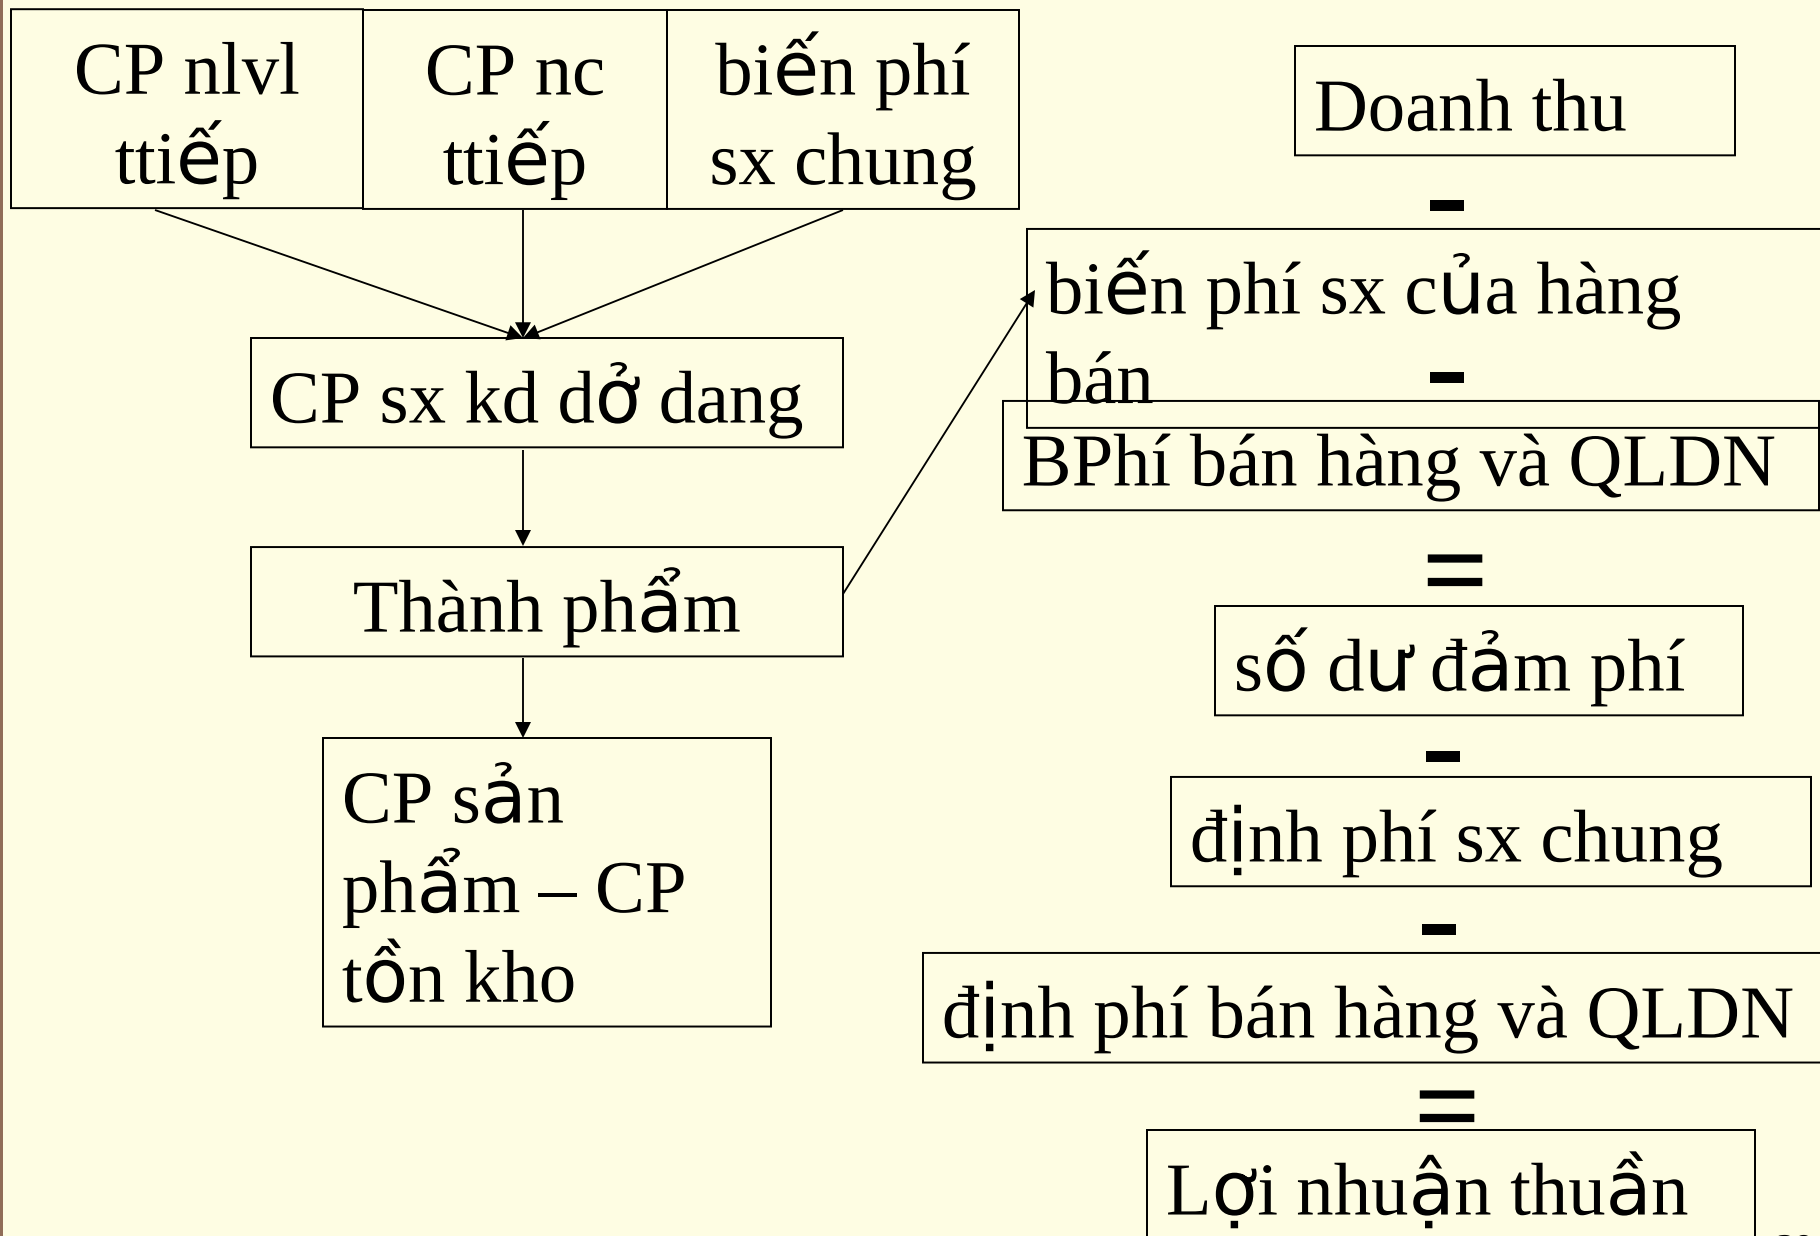 CP nlvl
ttiếp
CP nc
ttiếp
biến phí
sx chung
CP sx kd dở dang
Thành phẩm
CP sản
phẩm – CP
tồn kho
Doanh thu
-
biến phí sx của hàng
bán
-
BPhí bán hàng và QLDN
=
số dư đảm phí
-
định phí sx chung
-
định phí bán hàng và QLDN
=
Lợi nhuận thuần